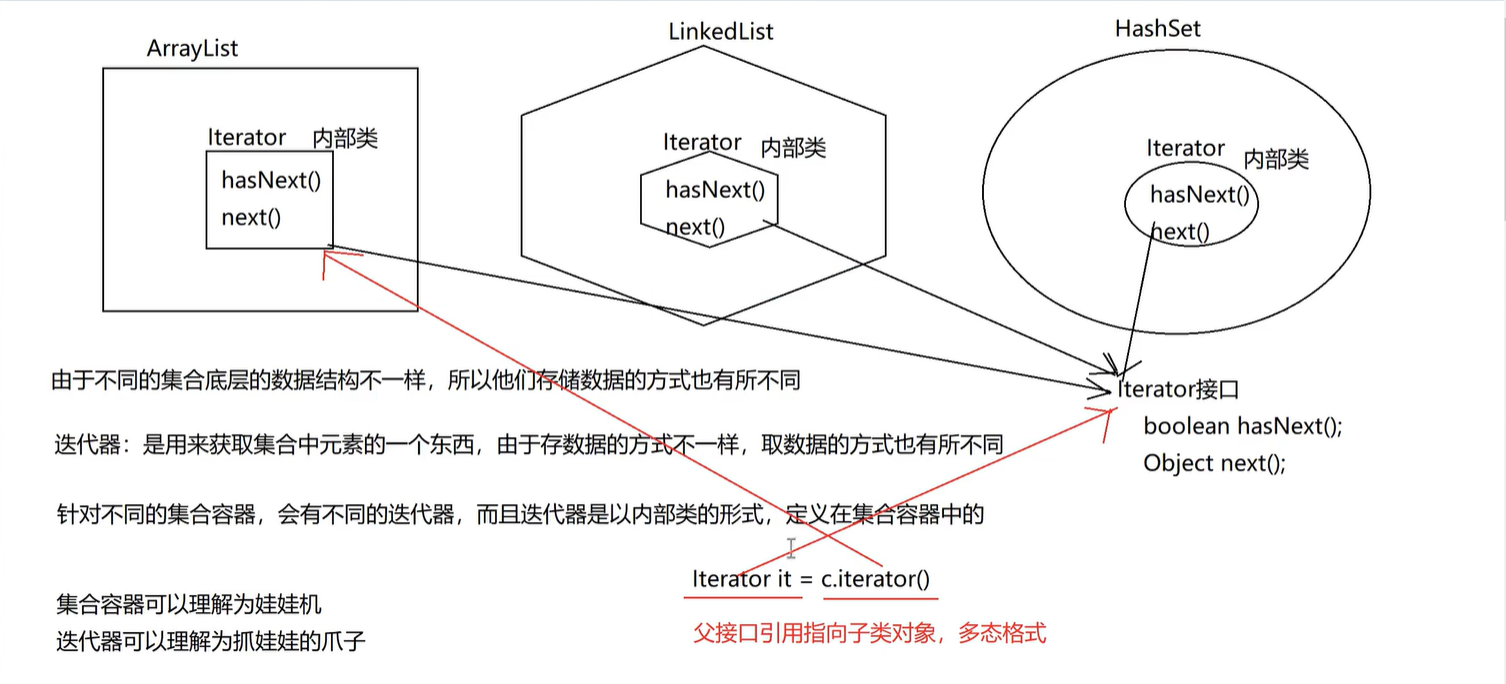 ArrayList
LinkedList
HashSet
Iterator 内部类
hasNext()
next()
Iterator 内部类
hasNext()
next()
Iterator 内部类
hasNext()
next()
由于不同的集合底层的数据结构不一样，所以他们存储数据的方式也有所不同
Iterator接口
boolean hasNext();
Object next();
迭代器：是用来获取集合中元素的一个东西，由于存数据的方式不一样，取数据的方式也有所不同
针对不同的集合容器，会有不同的迭代器，而且迭代器是以内部类的形式，定义在集合容器中的
Iterator it = c.iterator()
父接口引用指向子类对象，多态格式
集合容器可以理解为娃娃机
迭代器可以理解为抓娃娃的爪子